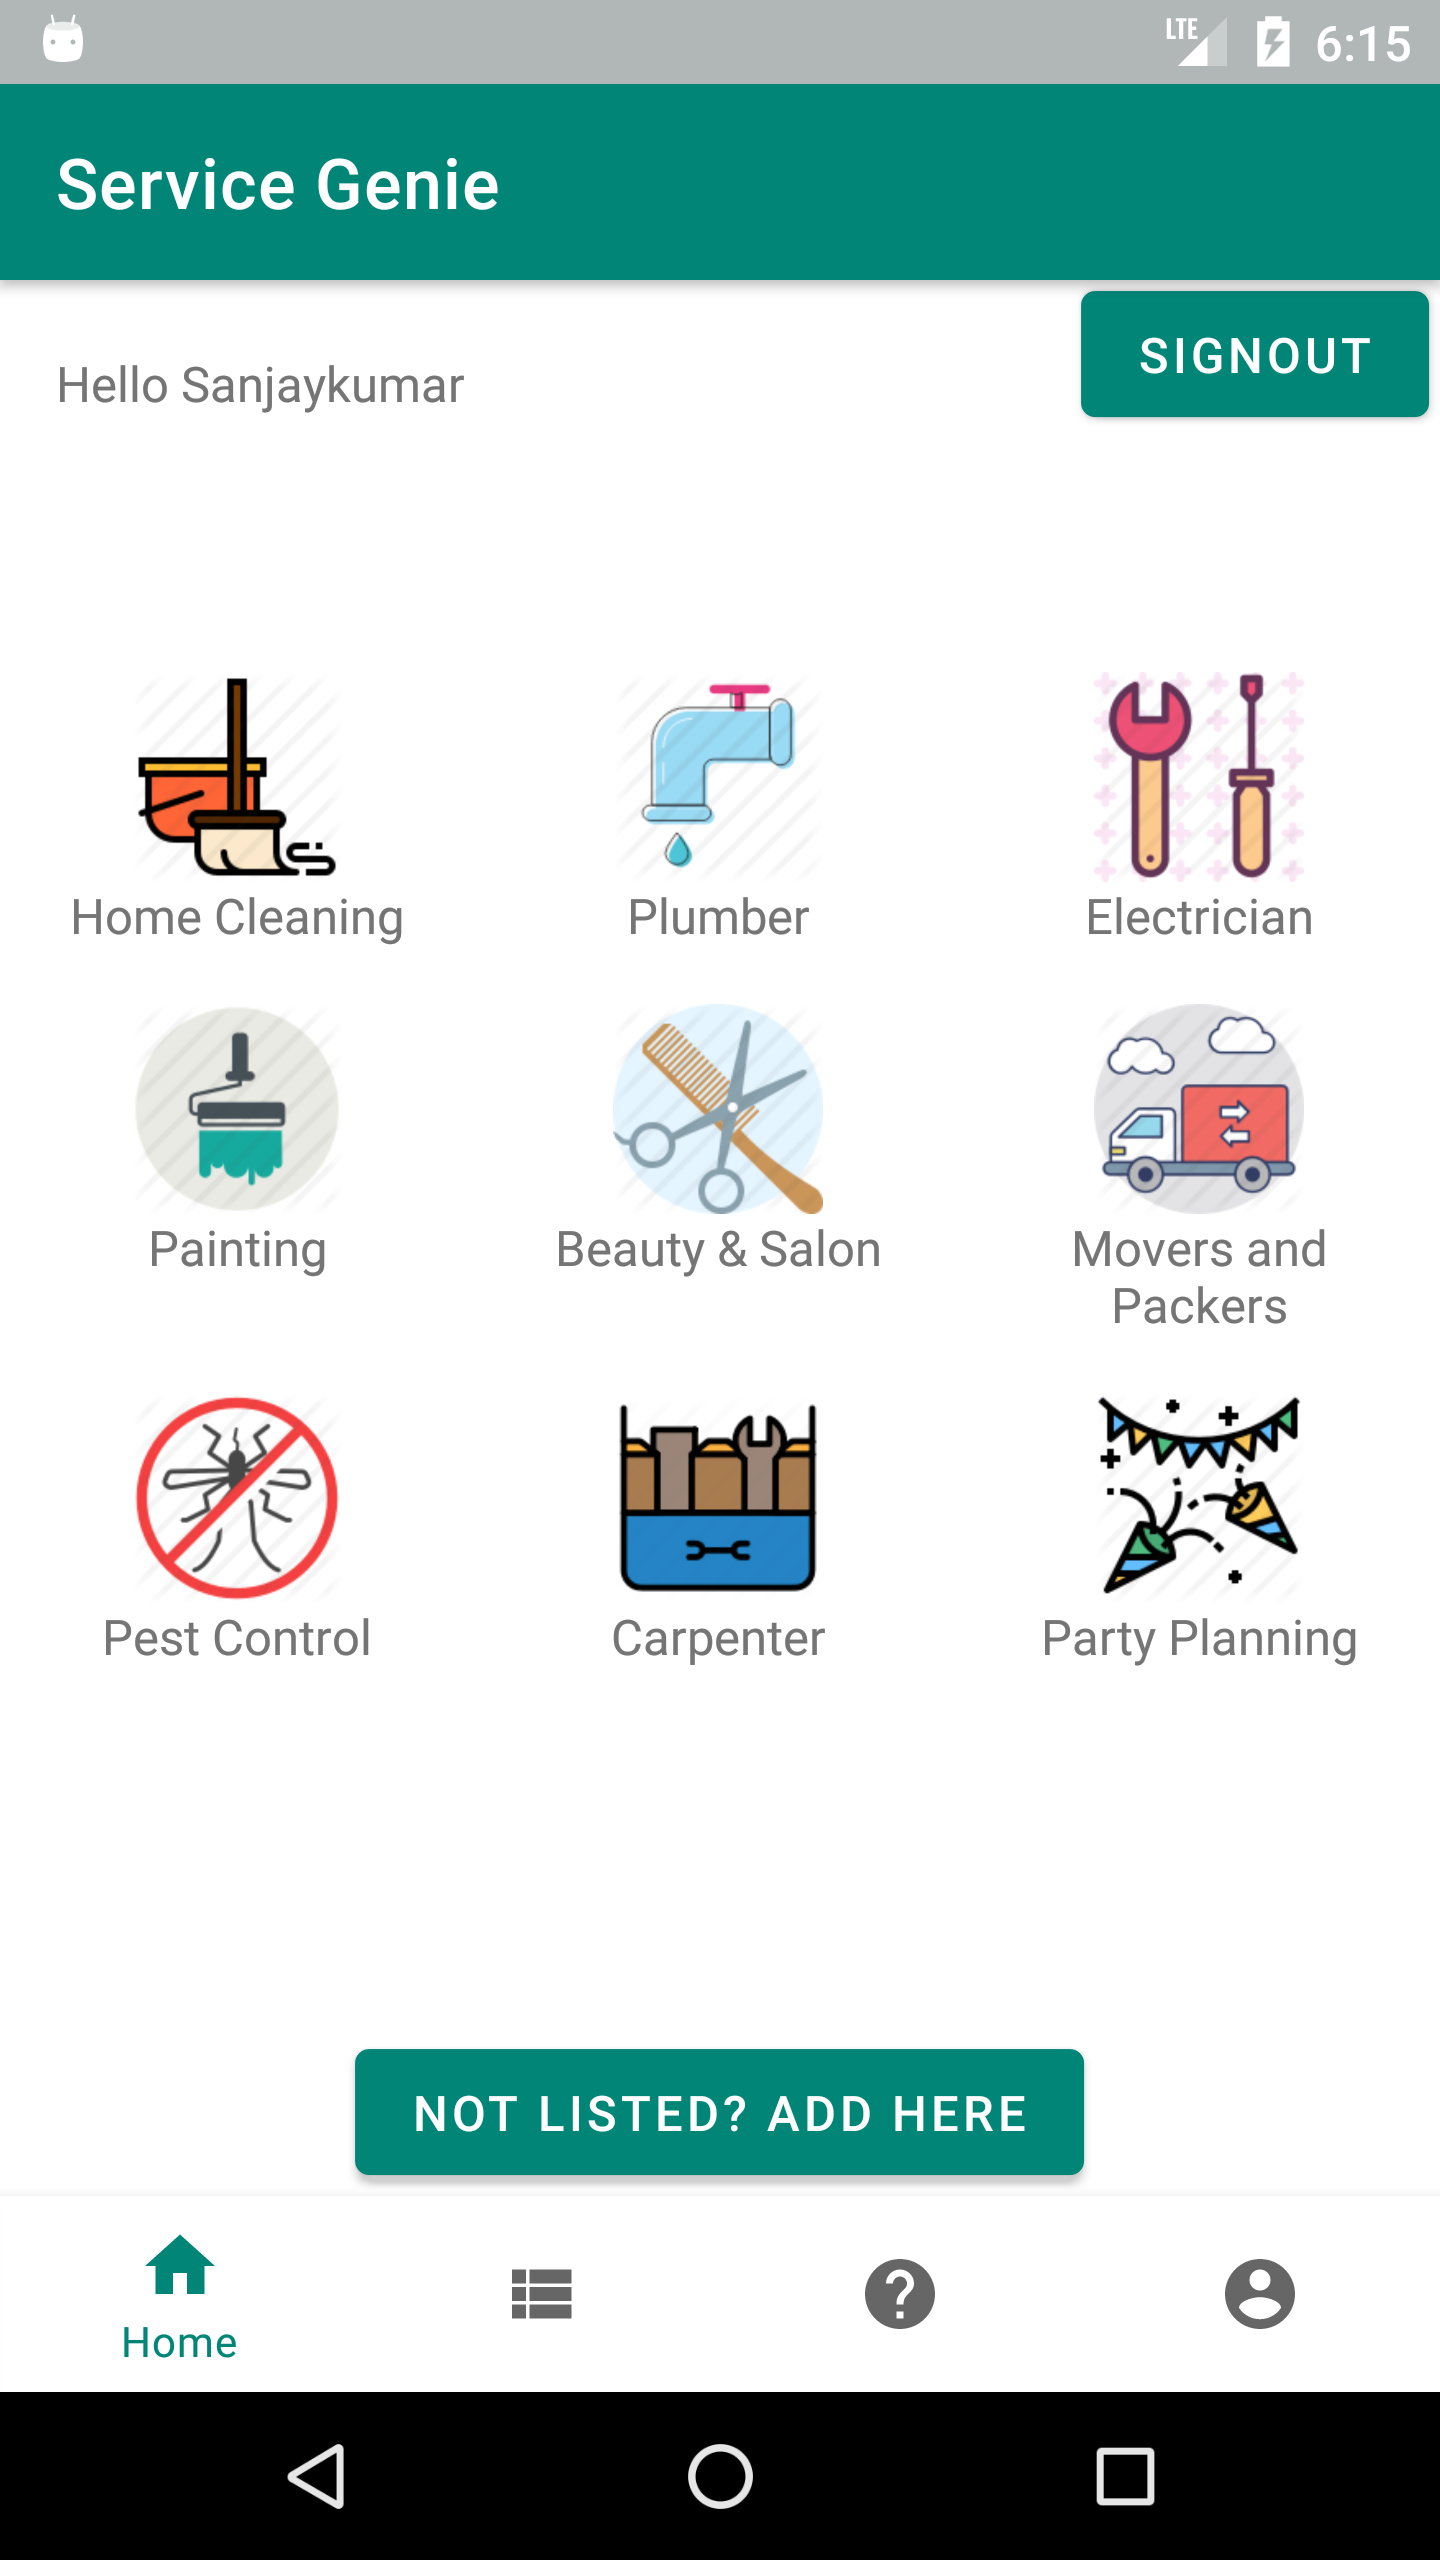 LTE 6:15
Service Genie
SIGNOUT
Hello Sanjaykumar
Home Cleaning
Plumber
Electrician
Painting
Beauty & Salon
Movers and
Packers
Pest Control
Carpenter
Party Planning
NOT LISTED? ADD HERE
Home